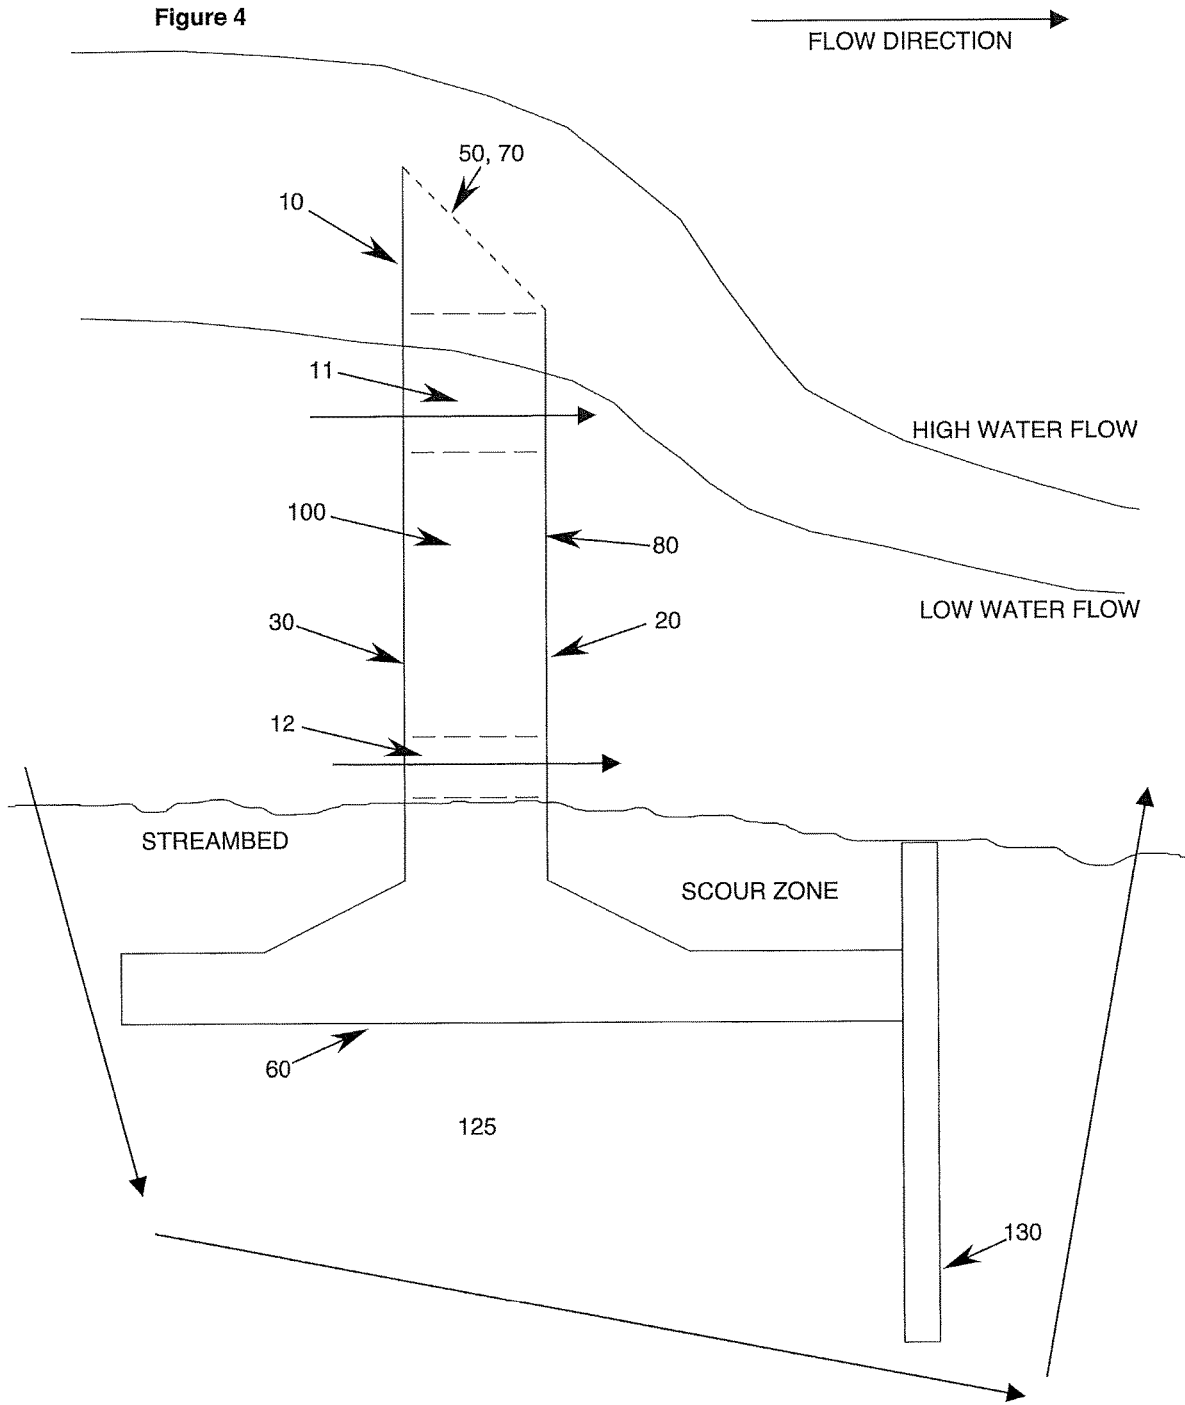 Figure 4
FLOW DIRECTION
50, 70
10
11
HIGH WATER FLOW
100
80
LOW WATER FLOW
30
20
12
STREAMBED
SCOUR ZONE
60
125
130